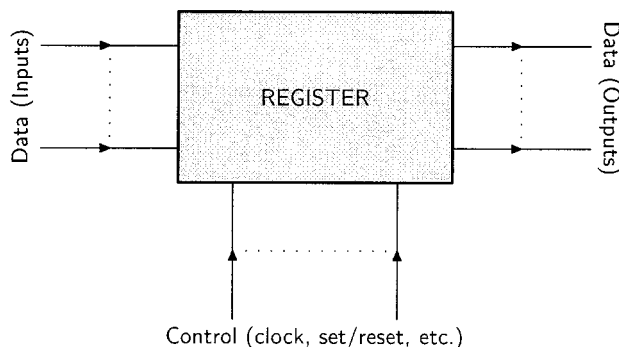 Data (Inputs)
REGISTER
Data (Outputs)
Control (clock, set/reset, etc.)